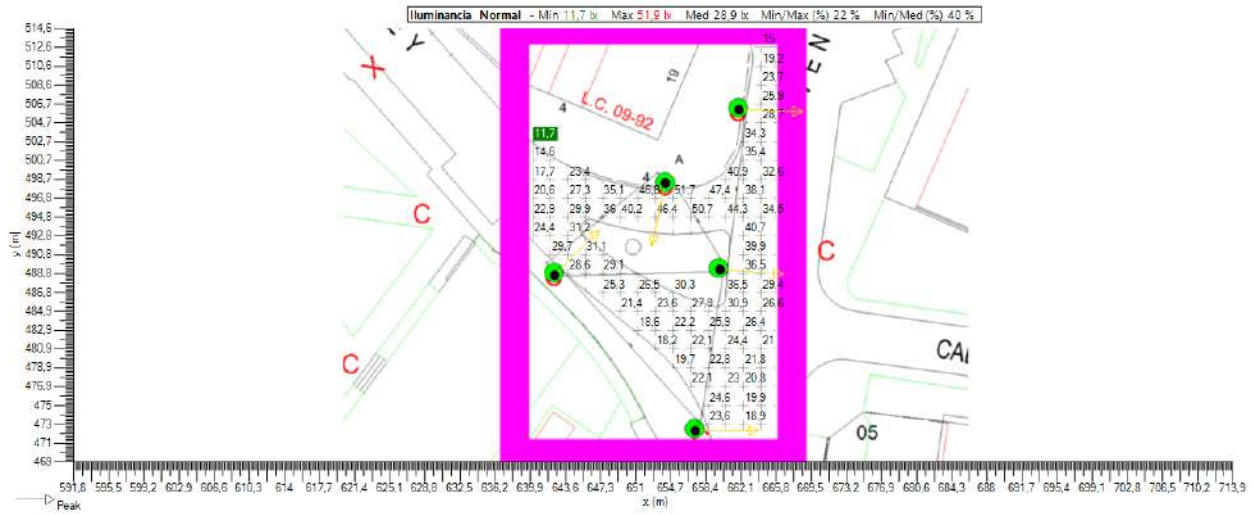 Iluminancia Normal - Min 11,7 lx Max 51,9 lx Med 28,9 lx Min/Max (%) 22 % Min/Med (%) 40 %
514,6
512,6
510,6
508,6
506,7
504,7
502,7
500,7
498,7
496,8
494,8
492,8
490,8
488,8
486,8
484,9
482,9
480,9
478,9
476,9
475
473
471
469
y (m)
Y
X
C
C
4
L.C. 09-92
19
EN
A
C
CAL
05
15
19,2
23,7
25,9
28,7
11,7 34,3
14,6 35,4
17,7 23,4 40,9 32,6
20,6 27,3 35,1 46,8 51,7 47,4 38,1
22,9 29,9 36 40,2 46,4 50,7 44,3 34,8
24,4 31,2 40,7
29,7 31,1 39,9
28,6 29,1 36,5
25,3 26,5 30,3 36,5 29,4
21,4 23,6 27,3 30,9 26,6
18,6 22,2 25,9 26,4
18,2 22,1 24,4 21
19,7 22,8 21,8
22,1 23 20,8
24,6 19,9
23,6 18,9
591,8 595,5 599,2 602,9 606,6 610,3 614 617,7 621,4 625,1 628,8 632,5 636,2 639,9 643,6 647,3 651 654,7 658,4 662,1 665,8 669,5 673,2 676,9 680,6 684,3 688 691,7 695,4 699,1 702,8 706,5 710,2 713,9
x (m)
Peak